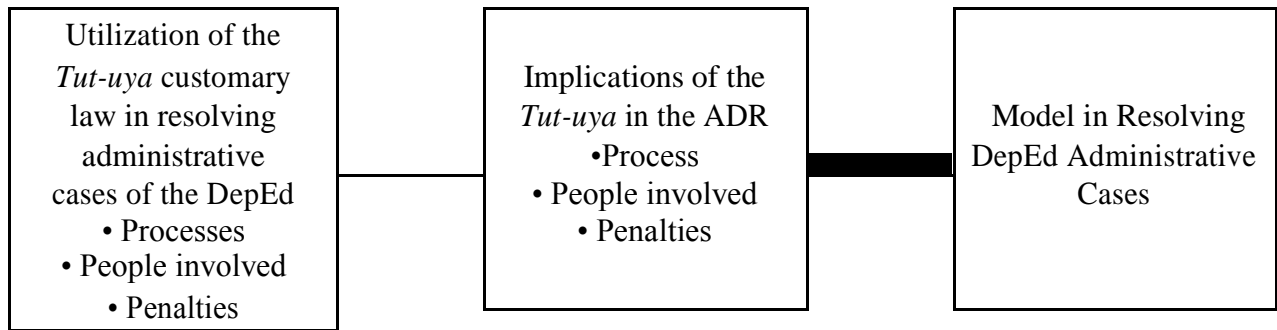 Utilization of the
Tut-uya customary
law in resolving
administrative
cases of the DepEd
• Processes
• People involved
• Penalties
Implications of the
Tut-uya in the ADR
•Process
• People involved
• Penalties
Model in Resolving
DepEd Administrative
Cases